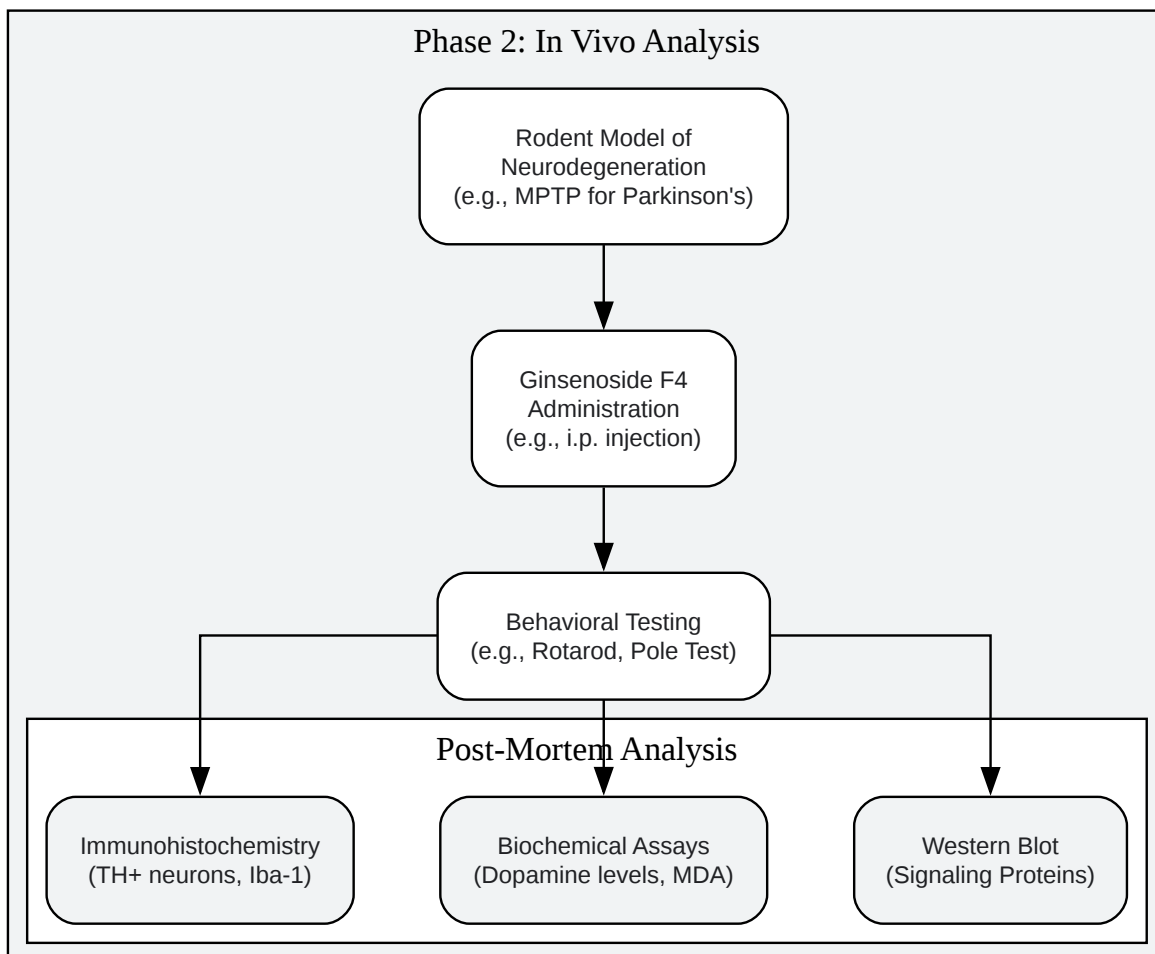 Phase 2: In Vivo Analysis
Rodent Model of
Neurodegeneration
(e.g., MPTP for Parkinson's)
Ginsenoside F4
Administration
(e.g., i.p. injection)
Behavioral Testing
(e.g., Rotarod, Pole Test)
Post-Mortem Analysis
Immunohistochemistry
(TH+ neurons, Iba-1)
Biochemical Assays
(Dopamine levels, MDA)
Western Blot
(Signaling Proteins)